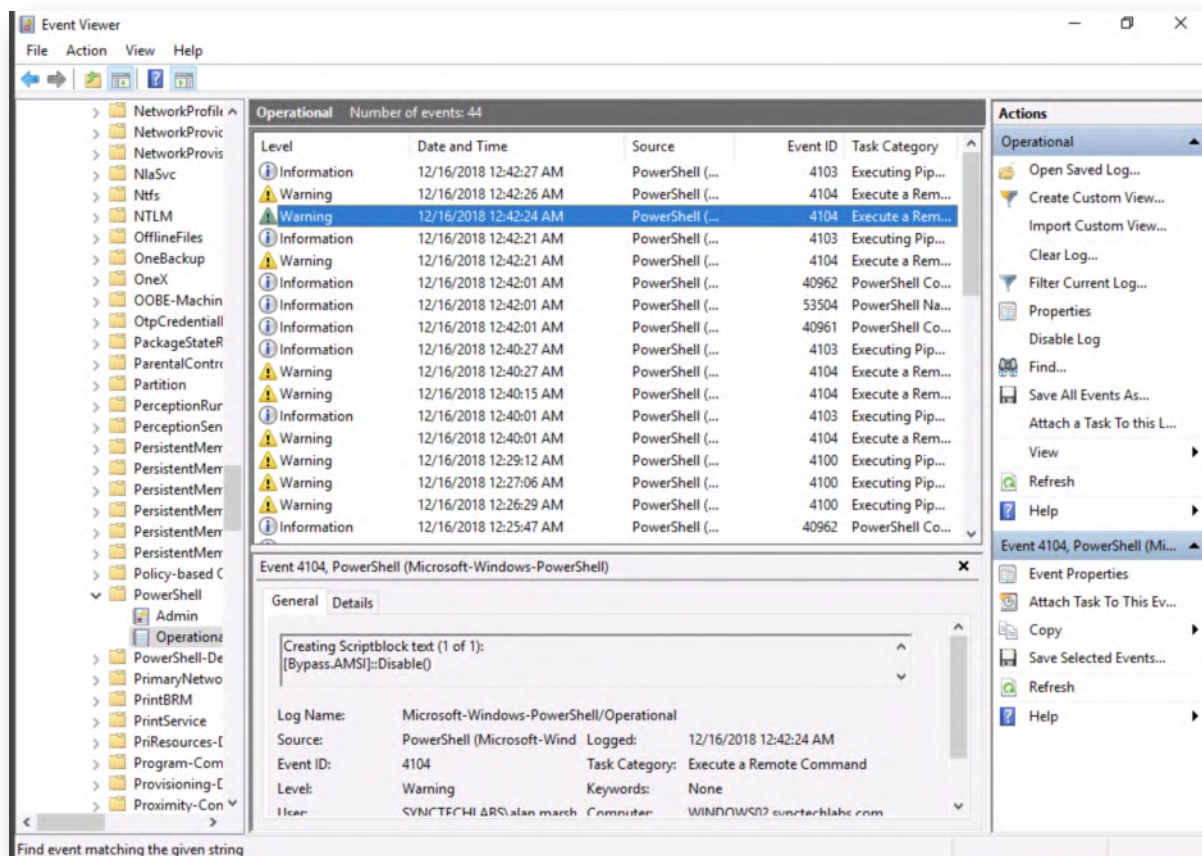 Event Viewer
File Action View Help
NetworkProfile
NetworkProvic
NetworkProvis
NlaSvc
Ntfs
NTLM
OfflineFiles
OneBackup
OneX
OOBE-Machin
OtpCredentiall
PackageStateR
ParentalContro
Partition
PerceptionRur
PerceptionSen
PersistentMem
PersistentMem
PersistentMem
PersistentMem
PersistentMem
PersistentMem
Policy-based C
PowerShell
Admin
Operationa
PowerShell-De
PrimaryNetwo
PrintBRM
PrintService
PriResources-D
Program-Com
Provisioning-D
Proximity-Con
Operational Number of events: 44
Level Date and Time Source Event ID Task Category
Information 12/16/2018 12:42:27 AM PowerShell (... 4103 Executing Pip...
Warning 12/16/2018 12:42:26 AM PowerShell (... 4104 Execute a Rem...
Warning 12/16/2018 12:42:24 AM PowerShell (... 4104 Execute a Rem...
Information 12/16/2018 12:42:21 AM PowerShell (... 4103 Executing Pip...
Warning 12/16/2018 12:42:21 AM PowerShell (... 4104 Execute a Rem...
Information 12/16/2018 12:42:01 AM PowerShell (... 40962 PowerShell Co...
Information 12/16/2018 12:42:01 AM PowerShell (... 53504 PowerShell Na...
Information 12/16/2018 12:42:01 AM PowerShell (... 40961 PowerShell Co...
Information 12/16/2018 12:40:27 AM PowerShell (... 4103 Executing Pip...
Warning 12/16/2018 12:40:27 AM PowerShell (... 4104 Execute a Rem...
Warning 12/16/2018 12:40:15 AM PowerShell (... 4104 Execute a Rem...
Information 12/16/2018 12:40:01 AM PowerShell (... 4103 Executing Pip...
Warning 12/16/2018 12:40:01 AM PowerShell (... 4104 Execute a Rem...
Warning 12/16/2018 12:29:12 AM PowerShell (... 4100 Executing Pip...
Warning 12/16/2018 12:27:06 AM PowerShell (... 4100 Executing Pip...
Warning 12/16/2018 12:26:29 AM PowerShell (... 4100 Executing Pip...
Information 12/16/2018 12:25:47 AM PowerShell (... 40962 PowerShell Co...
Event 4104, PowerShell (Microsoft-Windows-PowerShell)
General Details
Creating Scriptblock text (1 of 1):
[Bypass.AMSI]::Disable()
Log Name: Microsoft-Windows-PowerShell/Operational
Source: PowerShell (Microsoft-Wind Logged: 12/16/2018 12:42:24 AM
Event ID: 4104 Task Category: Execute a Remote Command
Level: Warning Keywords: None
User: SYNCTECHLABS\alan.marsh Computer: WINDOWS02.synctechlabs.com
Actions
Operational
Open Saved Log...
Create Custom View...
Import Custom View...
Clear Log...
Filter Current Log...
Properties
Disable Log
Find...
Save All Events As...
Attach a Task To this L...
View
Refresh
Help
Event 4104, PowerShell (Mi...
Event Properties
Attach Task To This Ev...
Copy
Save Selected Events...
Refresh
Help
Find event matching the given string